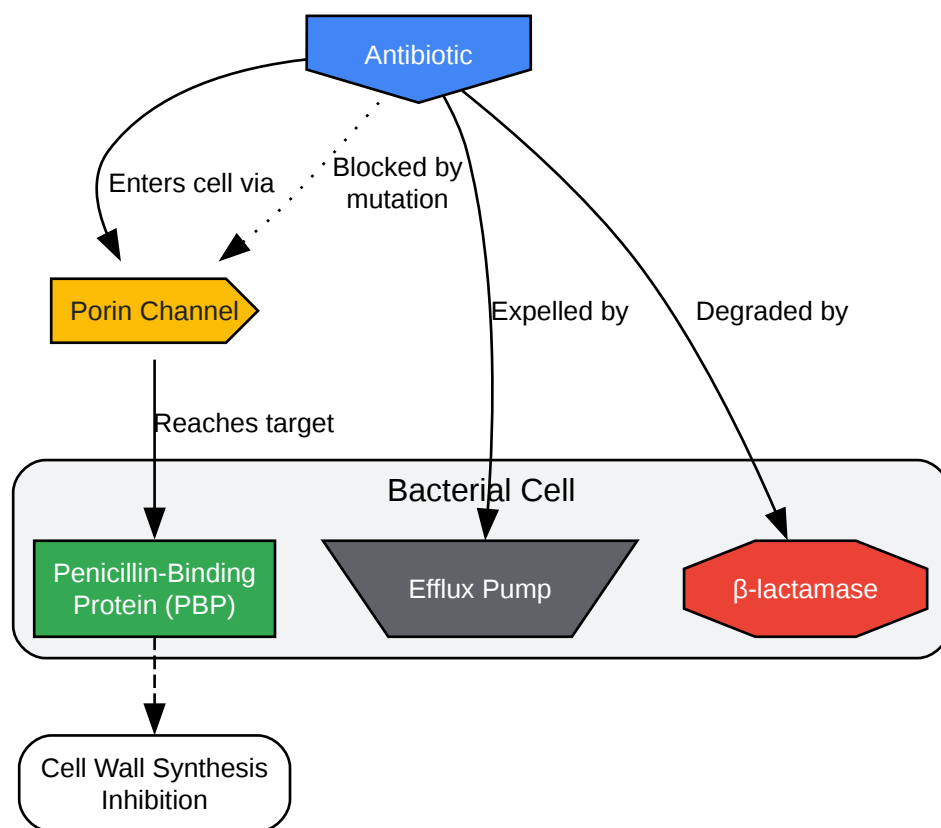 Antibiotic
Enters cell via
Blocked by
mutation
Porin Channel
Expelled by
Degraded by
Reaches target
Bacterial Cell
Penicillin-Binding
Protein (PBP)
Efflux Pump
β-lactamase
Cell Wall Synthesis
Inhibition